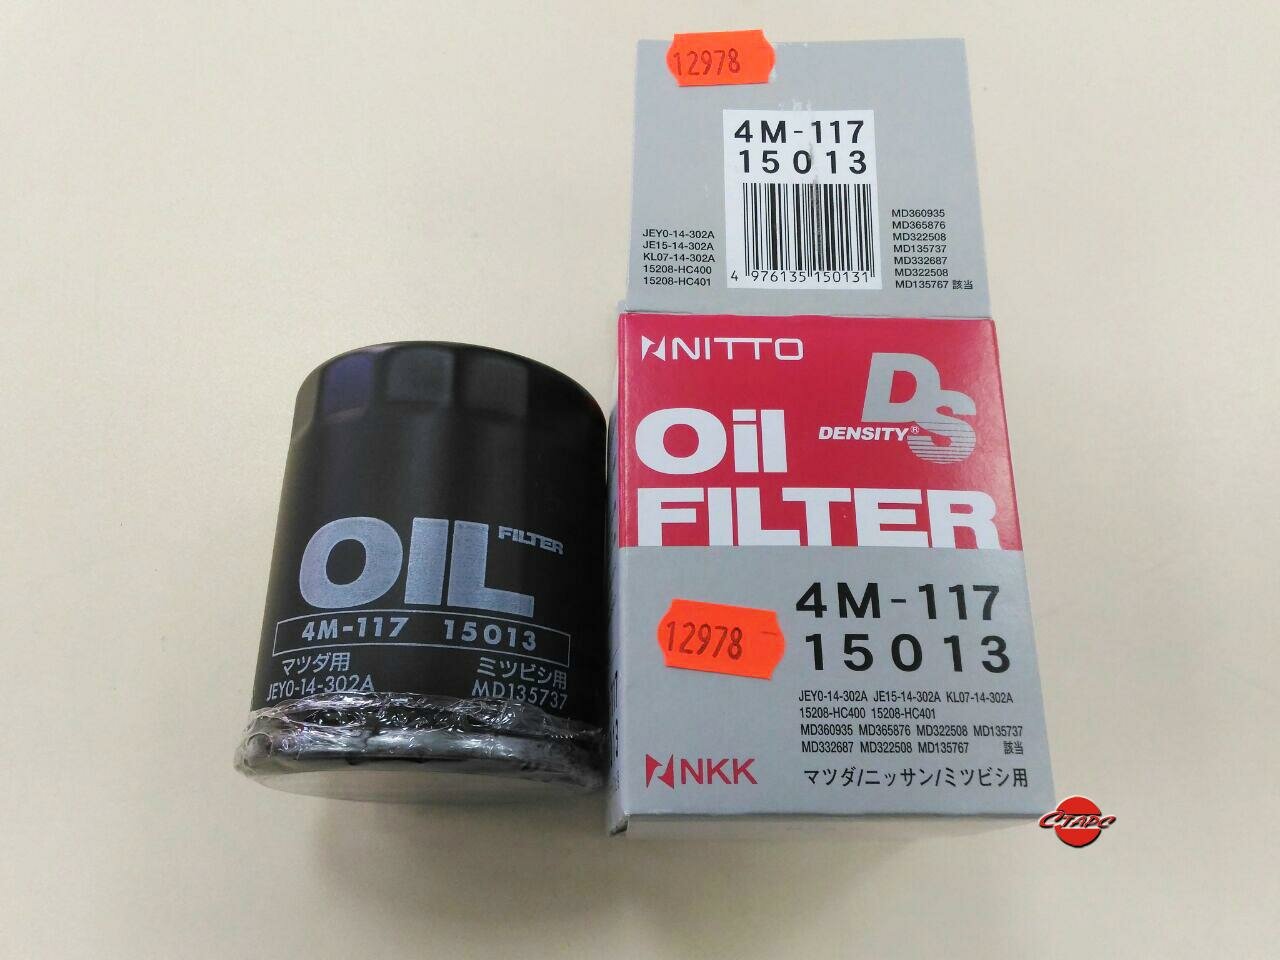 12978
4M-117
15013
JEY0-14-302A
JE15-14-302A
KL07-14-302A
15208-HC400
15208-HC401
4 976135 150131
MD360935
MD365876
MD322508
MD135737
MD332687
MD322508
MD135767 該当
NITTO
DS
DENSITY®
Oil
FILTER
4M-117
15013
12978
JEY0-14-302A JE15-14-302A KL07-14-302A
15208-HC400 15208-HC401
MD360935 MD365876 MD322508 MD135737
MD332687 MD322508 MD135767 該当
NKK
マツダ/ニッサン/ミツビシ用
OIL FILTER
4M-117 15013
マツダ用 ミツビシ用
JEY0-14-302A MD135737
СТАРС